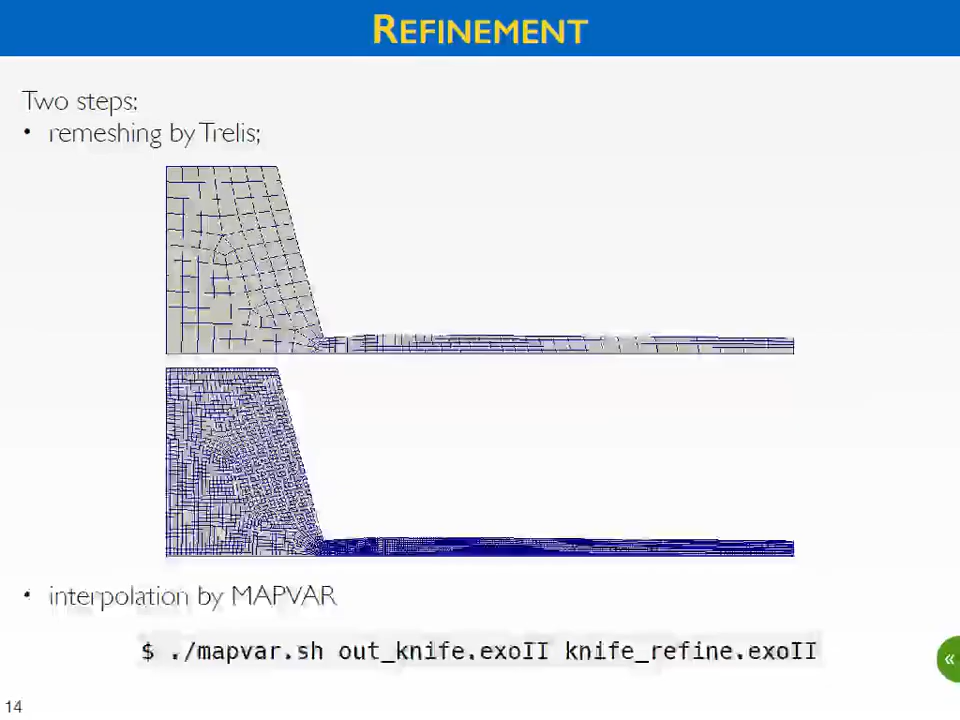 REFINEMENT
Two steps:
• remeshing by Trelis;
• interpolation by MAPVAR
$ ./mapvar.sh out_knife.exoII knife_refine.exoII
«
14